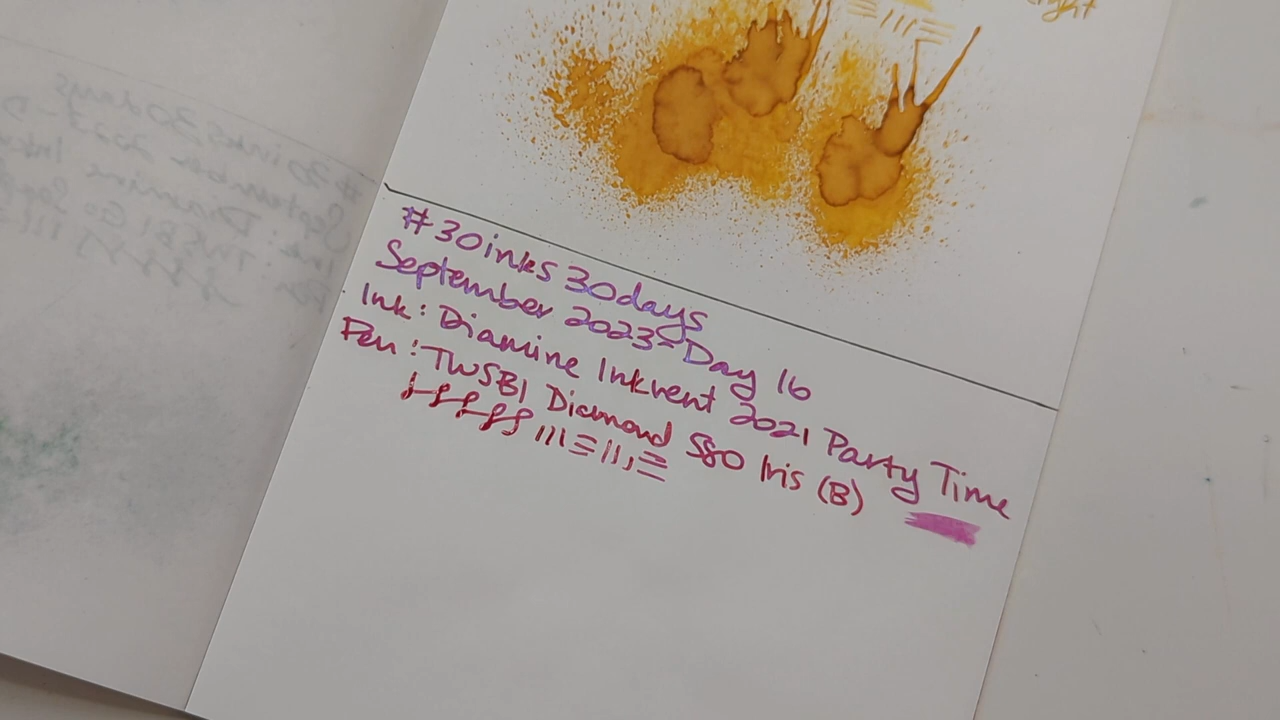 #30inks30days
September 2023-Day 16
Ink: Diamine Inkvent 2021 Party Time
Pen: TWSBI Diamond 580 Iris (B)